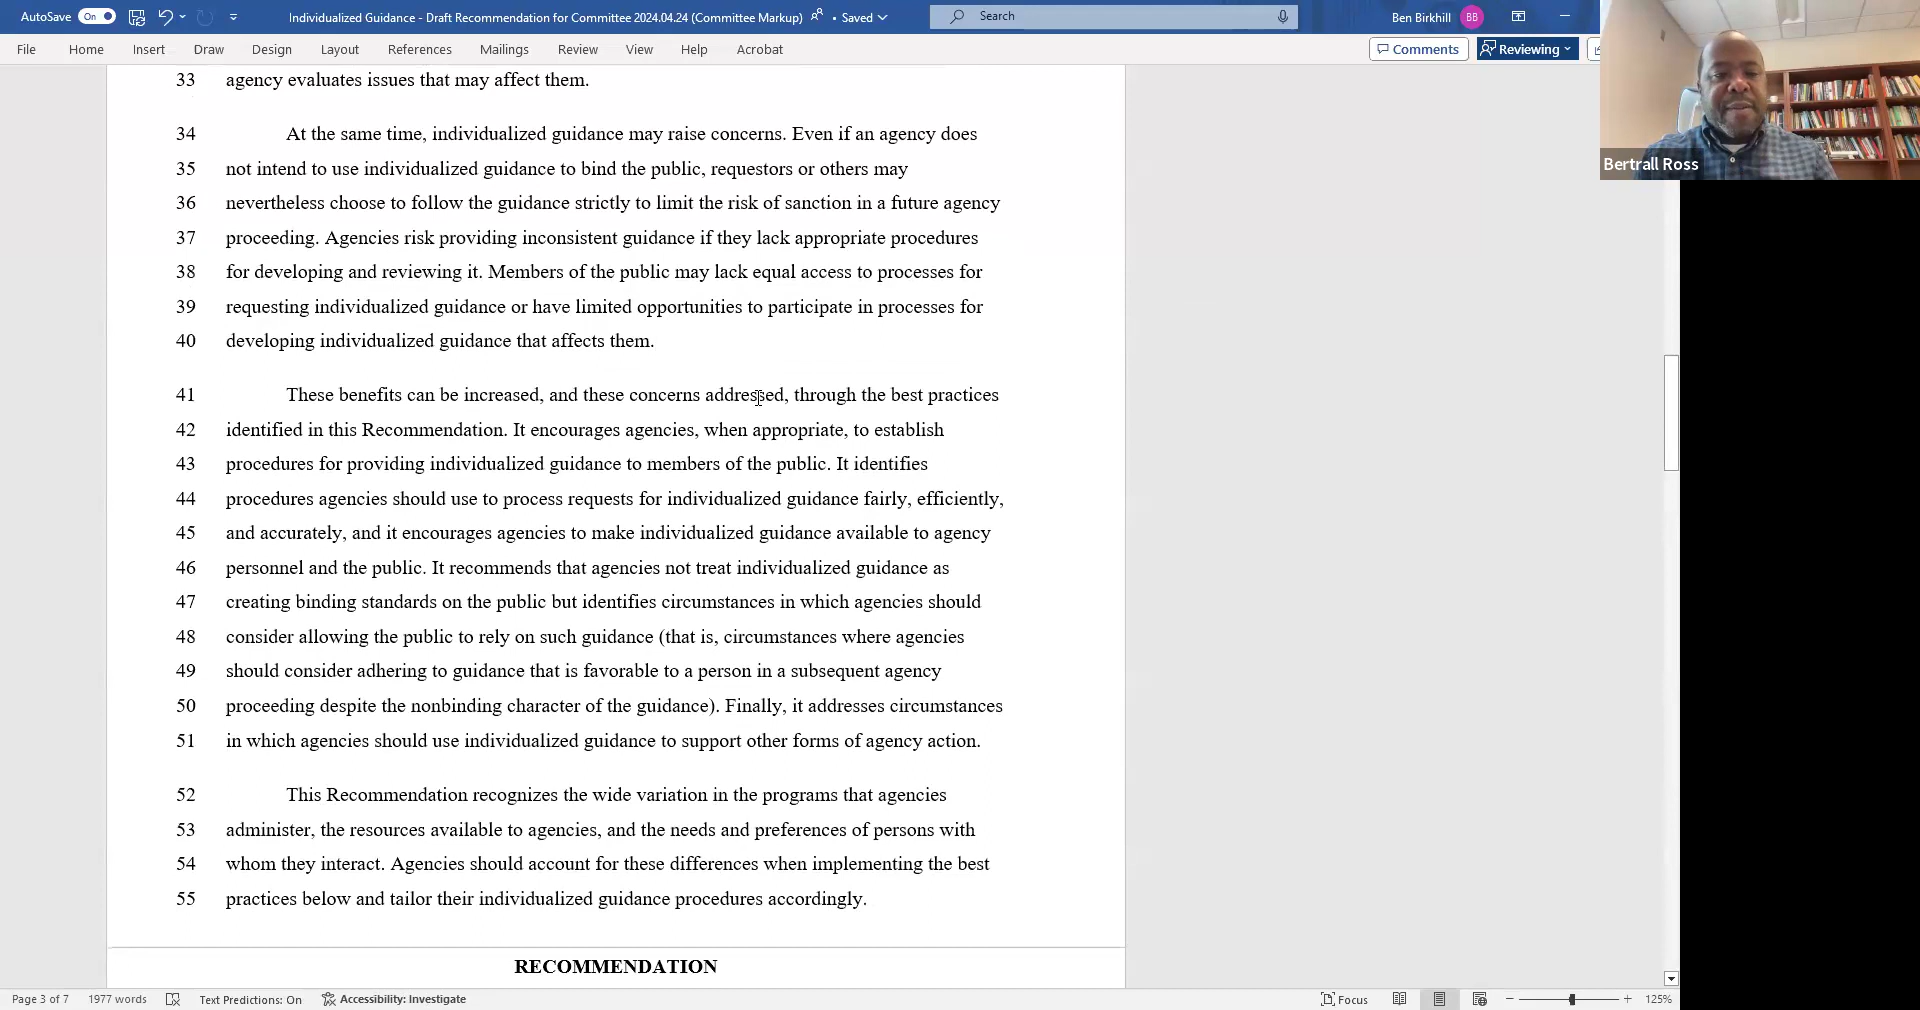 AutoSave On Individualized Guidance - Draft Recommendation for Committee 2024.04.24 (Committee Markup) • Saved Search Ben Birkhill BB
File Home Insert Draw Design Layout References Mailings Review View Help Acrobat Comments Reviewing
Bertrall Ross
33 agency evaluates issues that may affect them.
34 At the same time, individualized guidance may raise concerns. Even if an agency does
35 not intend to use individualized guidance to bind the public, requestors or others may
36 nevertheless choose to follow the guidance strictly to limit the risk of sanction in a future agency
37 proceeding. Agencies risk providing inconsistent guidance if they lack appropriate procedures
38 for developing and reviewing it. Members of the public may lack equal access to processes for
39 requesting individualized guidance or have limited opportunities to participate in processes for
40 developing individualized guidance that affects them.
41 These benefits can be increased, and these concerns addressed, through the best practices
42 identified in this Recommendation. It encourages agencies, when appropriate, to establish
43 procedures for providing individualized guidance to members of the public. It identifies
44 procedures agencies should use to process requests for individualized guidance fairly, efficiently,
45 and accurately, and it encourages agencies to make individualized guidance available to agency
46 personnel and the public. It recommends that agencies not treat individualized guidance as
47 creating binding standards on the public but identifies circumstances in which agencies should
48 consider allowing the public to rely on such guidance (that is, circumstances where agencies
49 should consider adhering to guidance that is favorable to a person in a subsequent agency
50 proceeding despite the nonbinding character of the guidance). Finally, it addresses circumstances
51 in which agencies should use individualized guidance to support other forms of agency action.
52 This Recommendation recognizes the wide variation in the programs that agencies
53 administer, the resources available to agencies, and the needs and preferences of persons with
54 whom they interact. Agencies should account for these differences when implementing the best
55 practices below and tailor their individualized guidance procedures accordingly.
RECOMMENDATION
Page 3 of 7 1977 words Text Predictions: On Accessibility: Investigate Focus 125%